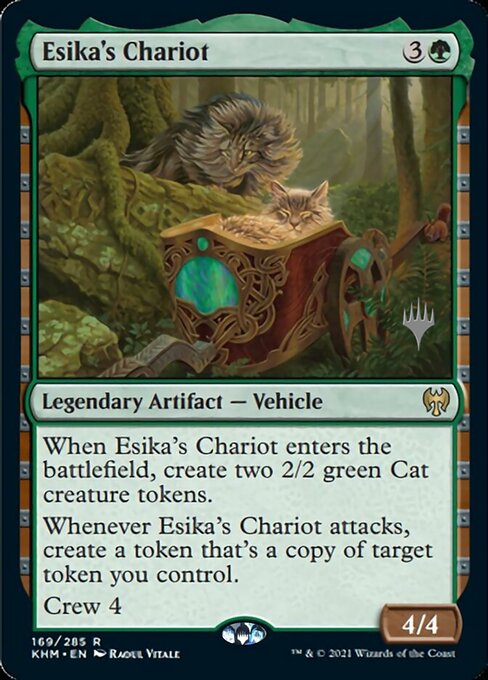 Esika's Chariot 3
Legendary Artifact — Vehicle
When Esika's Chariot enters the
battlefield, create two 2/2 green Cat
creature tokens.
Whenever Esika's Chariot attacks,
create a token that's a copy of target
token you control.
Crew 4
4/4
169/285 R
KHM • EN Raoul Vitale
™ & © 2021 Wizards of the Coast